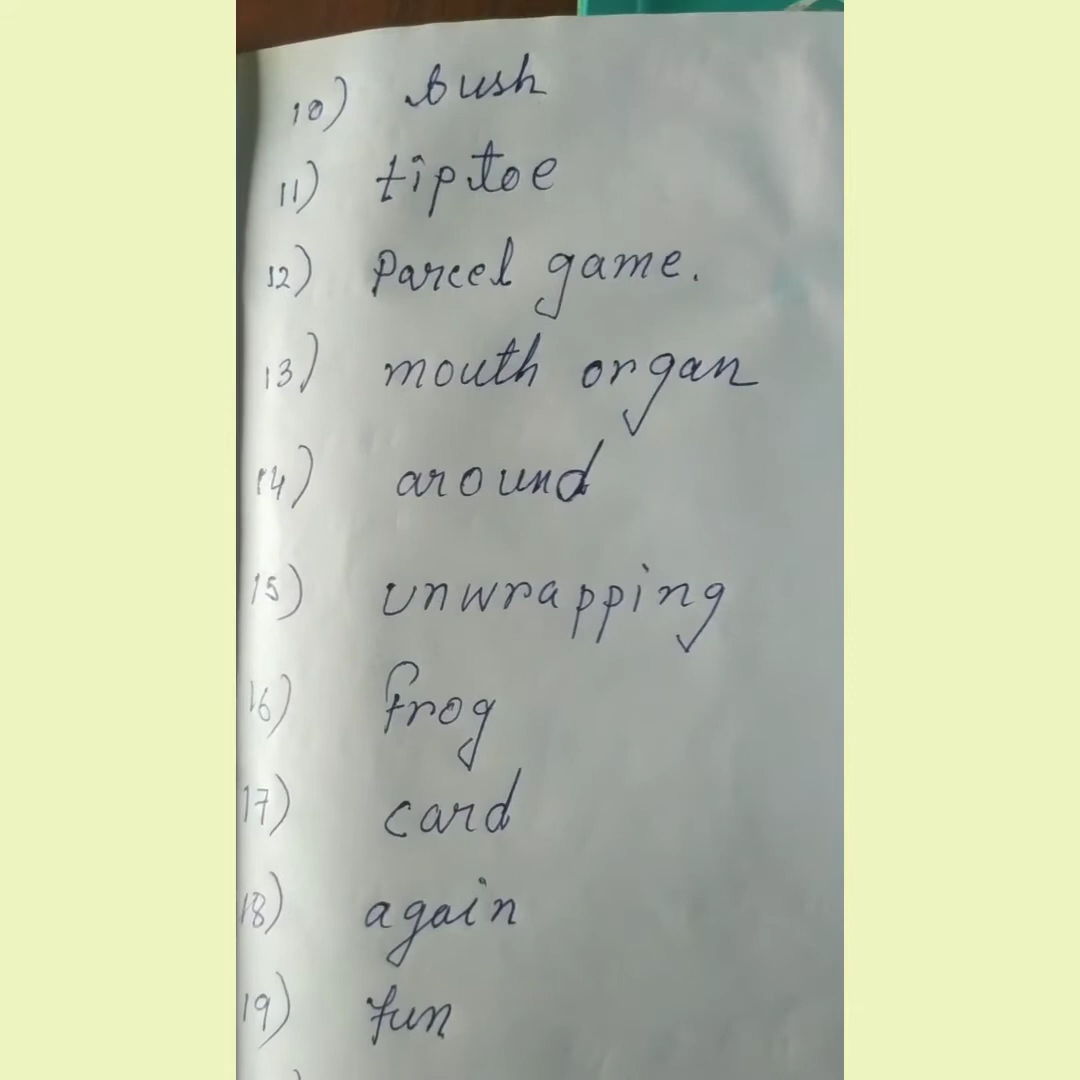 10) bush
11) tiptoe
12) Parcel game.
13) mouth organ
14) around
15) unwrapping
16) frog
17) card
18) again
19) fun